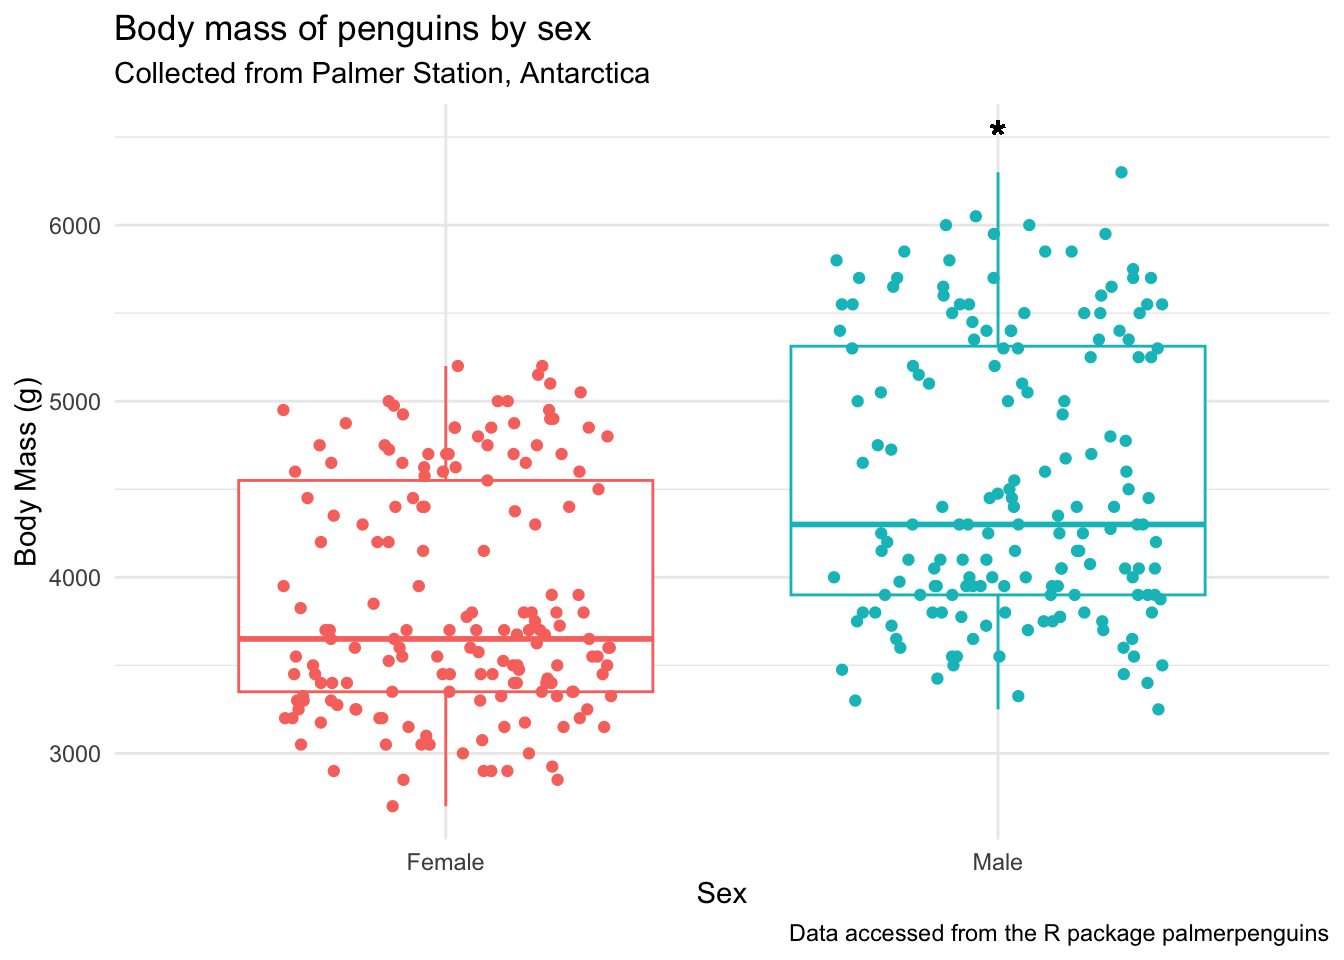 Body mass of penguins by sex
Collected from Palmer Station, Antarctica
*
6000
5000
4000
3000
Body Mass (g)
Female
Male
Sex
Data accessed from the R package palmerpenguins